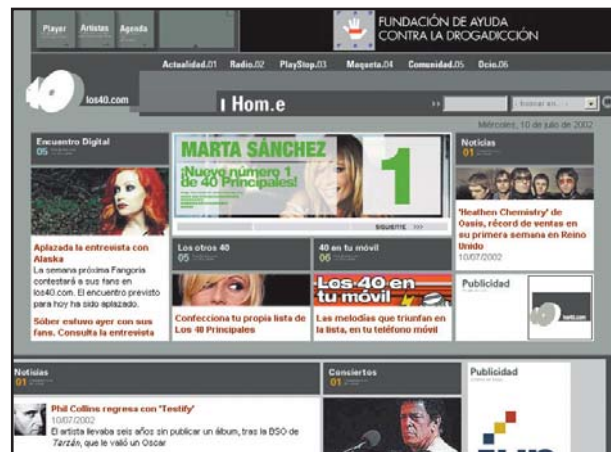 Player Artistas Agenda
FUNDACIÓN DE AYUDA
CONTRA LA DROGADICCIÓN
Actualidad.01 Radio.02 PlayStop.03 Maqueta.04 Comunidad.05 Ocio.06
40
los40.com
Hom.e
>> buscar en...
Miércoles, 10 de julio de 2002
Encuentro Digital
05
Aplazada la entrevista con
Alaska
La semana próxima Fangoria
contestará a sus fans en
los40.com. El encuentro previsto
para hoy ha sido aplazado.
Sôber estuvo ayer con sus
fans. Consulta la entrevista
MARTA SÁNCHEZ
¡Nuevo número 1
de 40 Principales!
1
SIGUIENTE >>>
Los otros 40
05
Confecciona tu propia lista de
Los 40 Principales
40 en tu móvil
06
Los 40 en
tu móvil
Las melodías que triunfan en
la lista, en tu teléfono móvil
Noticias
01
'Heathen Chemistry' de
Oasis, récord de ventas en
su primera semana en Reino
Unido
10/07/2002
Publicidad
40
los40.com
Noticias
01
Phil Collins regresa con 'Testify'
10/07/2002
El artista llevaba seis años sin publicar un álbum, tras la BSO de
Tarzán, que le valió un Oscar
Conciertos
01
Publicidad